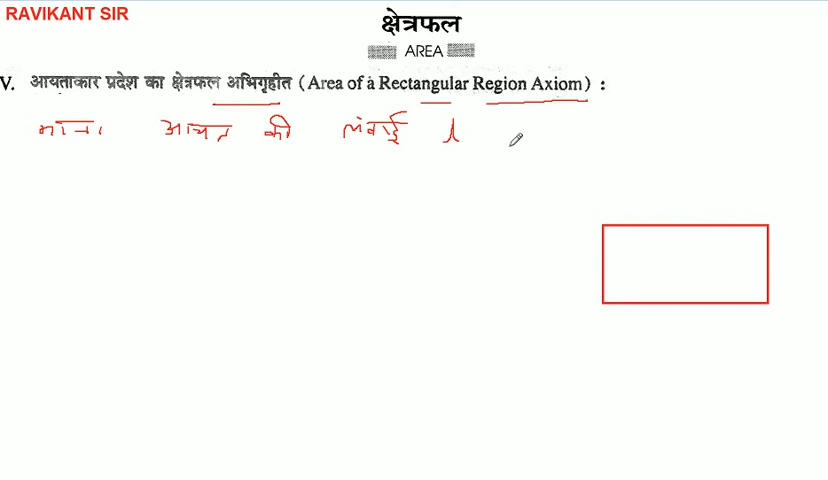 RAVIKANT SIR
क्षेत्रफल
AREA
V. आयताकार प्रदेश का क्षेत्रफल अभिगृहीत (Area of a Rectangular Region Axiom) :
माना आयत की लंबाई l